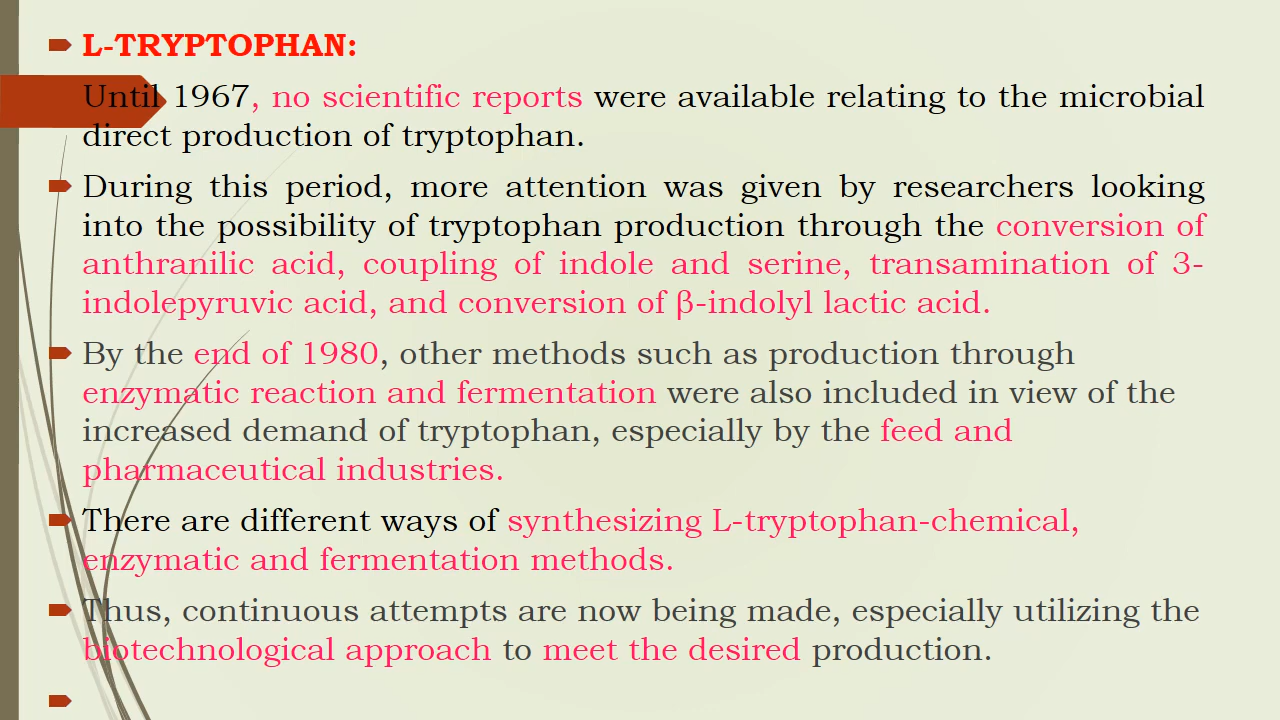 L-TRYPTOPHAN:
Until 1967, no scientific reports were available relating to the microbial
direct production of tryptophan.
During this period, more attention was given by researchers looking
into the possibility of tryptophan production through the conversion of
anthranilic acid, coupling of indole and serine, transamination of 3-
indolepyruvic acid, and conversion of β-indolyl lactic acid.
By the end of 1980, other methods such as production through
enzymatic reaction and fermentation were also included in view of the
increased demand of tryptophan, especially by the feed and
pharmaceutical industries.
There are different ways of synthesizing L-tryptophan-chemical,
enzymatic and fermentation methods.
Thus, continuous attempts are now being made, especially utilizing the
biotechnological approach to meet the desired production.